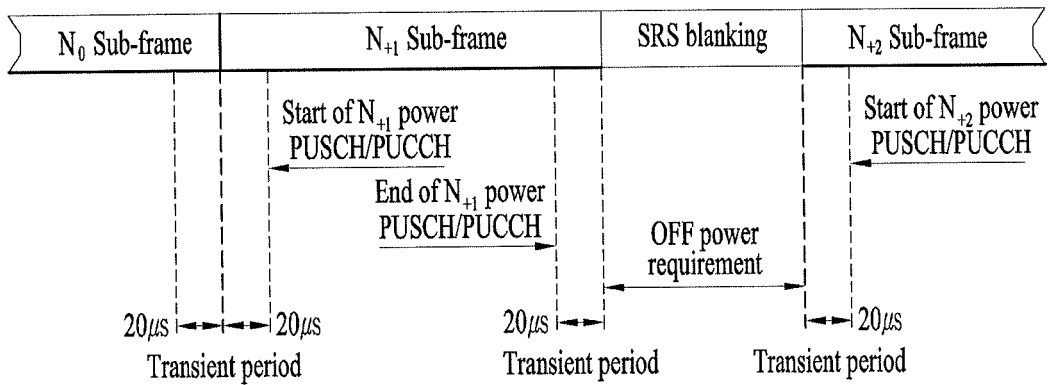 N₀ Sub-frame
N₊₁ Sub-frame
SRS blanking
N₊₂ Sub-frame
Start of N₊₁ power
PUSCH/PUCCH
Start of N₊₂ power
PUSCH/PUCCH
End of N₊₁ power
PUSCH/PUCCH
OFF power
requirement
20μs
20μs
20μs
20μs
Transient period
Transient period
Transient period